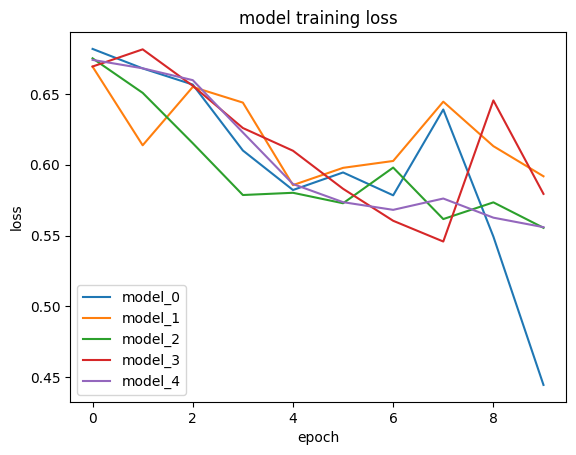 model training loss
loss
0.65
0.60
0.55
0.50
0.45
model_0
model_1
model_2
model_3
model_4
0
2
4
6
8
epoch